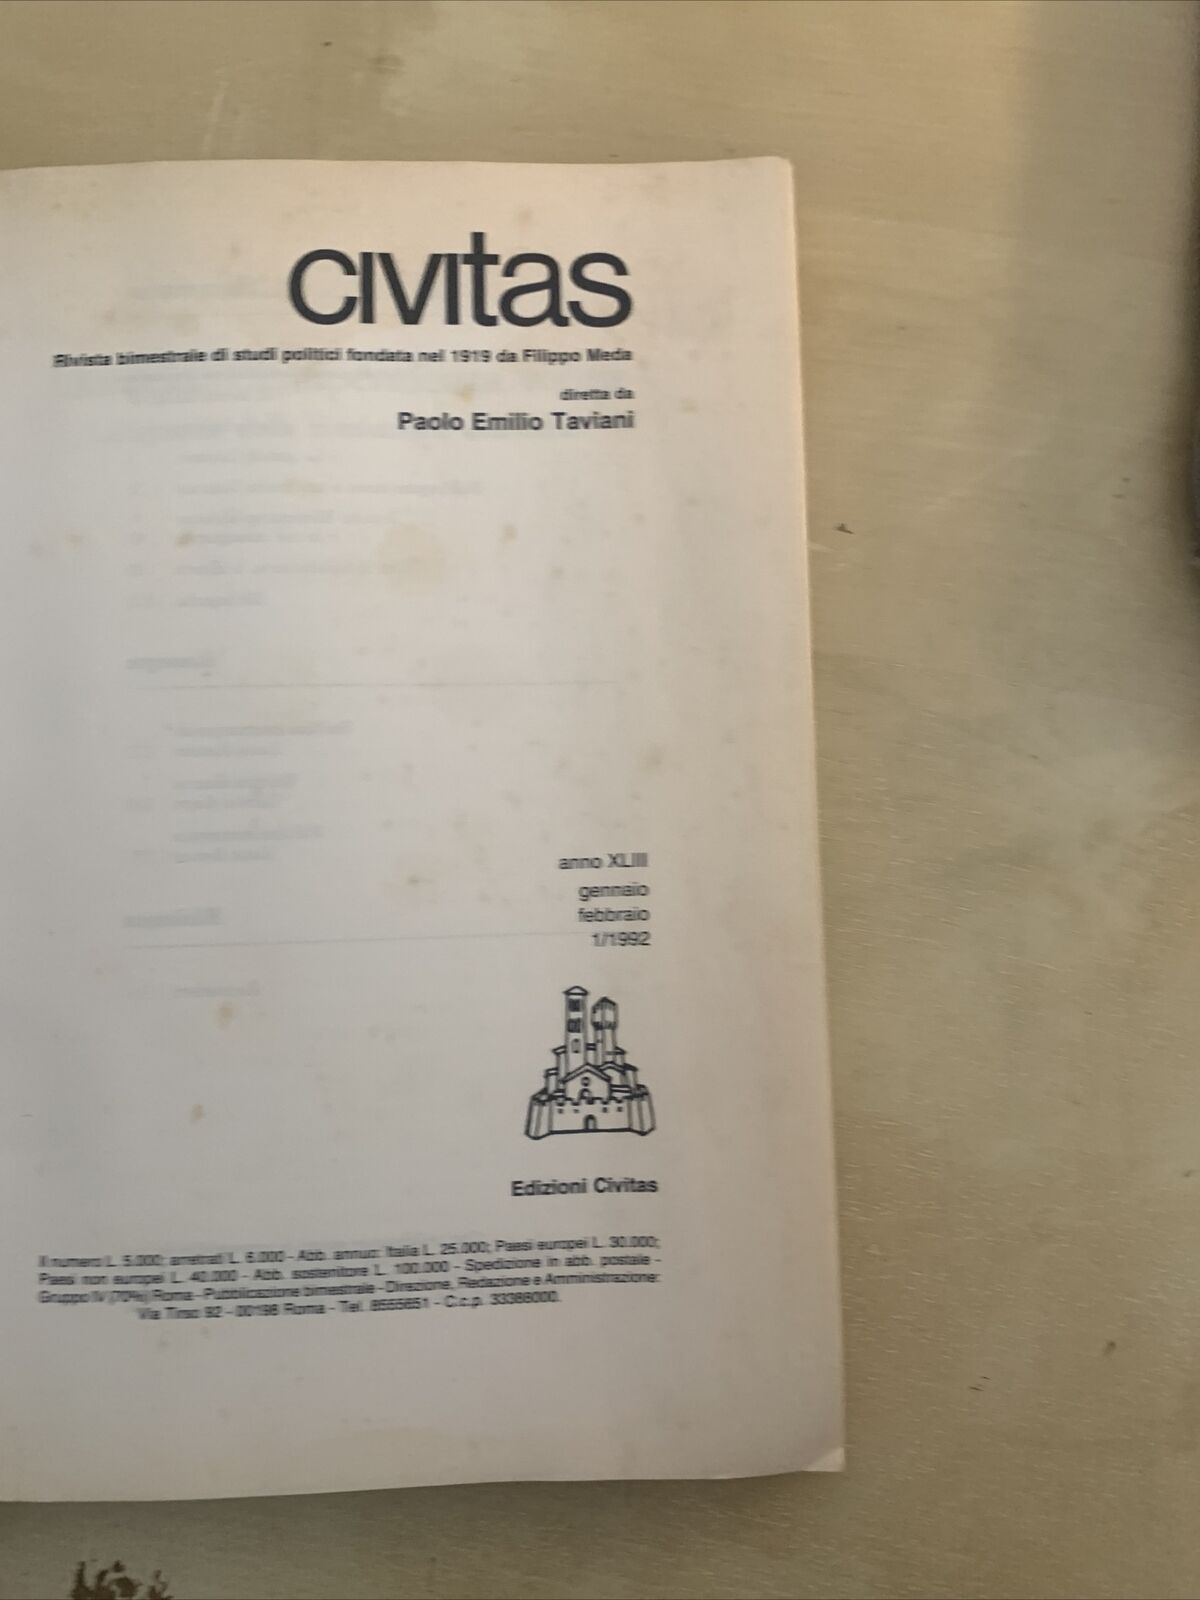 civitas
Rivista bimestrale di studi politici fondata nel 1919 da Filippo Meda
diretta da
Paolo Emilio Taviani
anno XLIII
gennaio
febbraio
1/1992
Edizioni Civitas
Il numero L. 5.000; arretrati L. 6.000 - Abb. annuo: Italia L. 25.000; Paesi europei L. 30.000;
Paesi non europei L. 40.000 - Abb. sostenitore L. 100.000 - Spedizione in abb. postale -
Gruppo IV (70%) Roma - Pubblicazione bimestrale - Direzione, Redazione e Amministrazione:
Via Tirso 92 - 00198 Roma - Tel. - C.c.p.